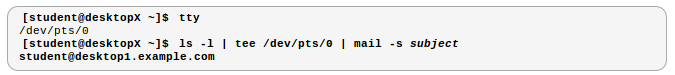 [student@desktopX ~]$ tty
/dev/pts/0
[student@desktopX ~]$ ls -l | tee /dev/pts/0 | mail -s subject
student@desktop1.example.com